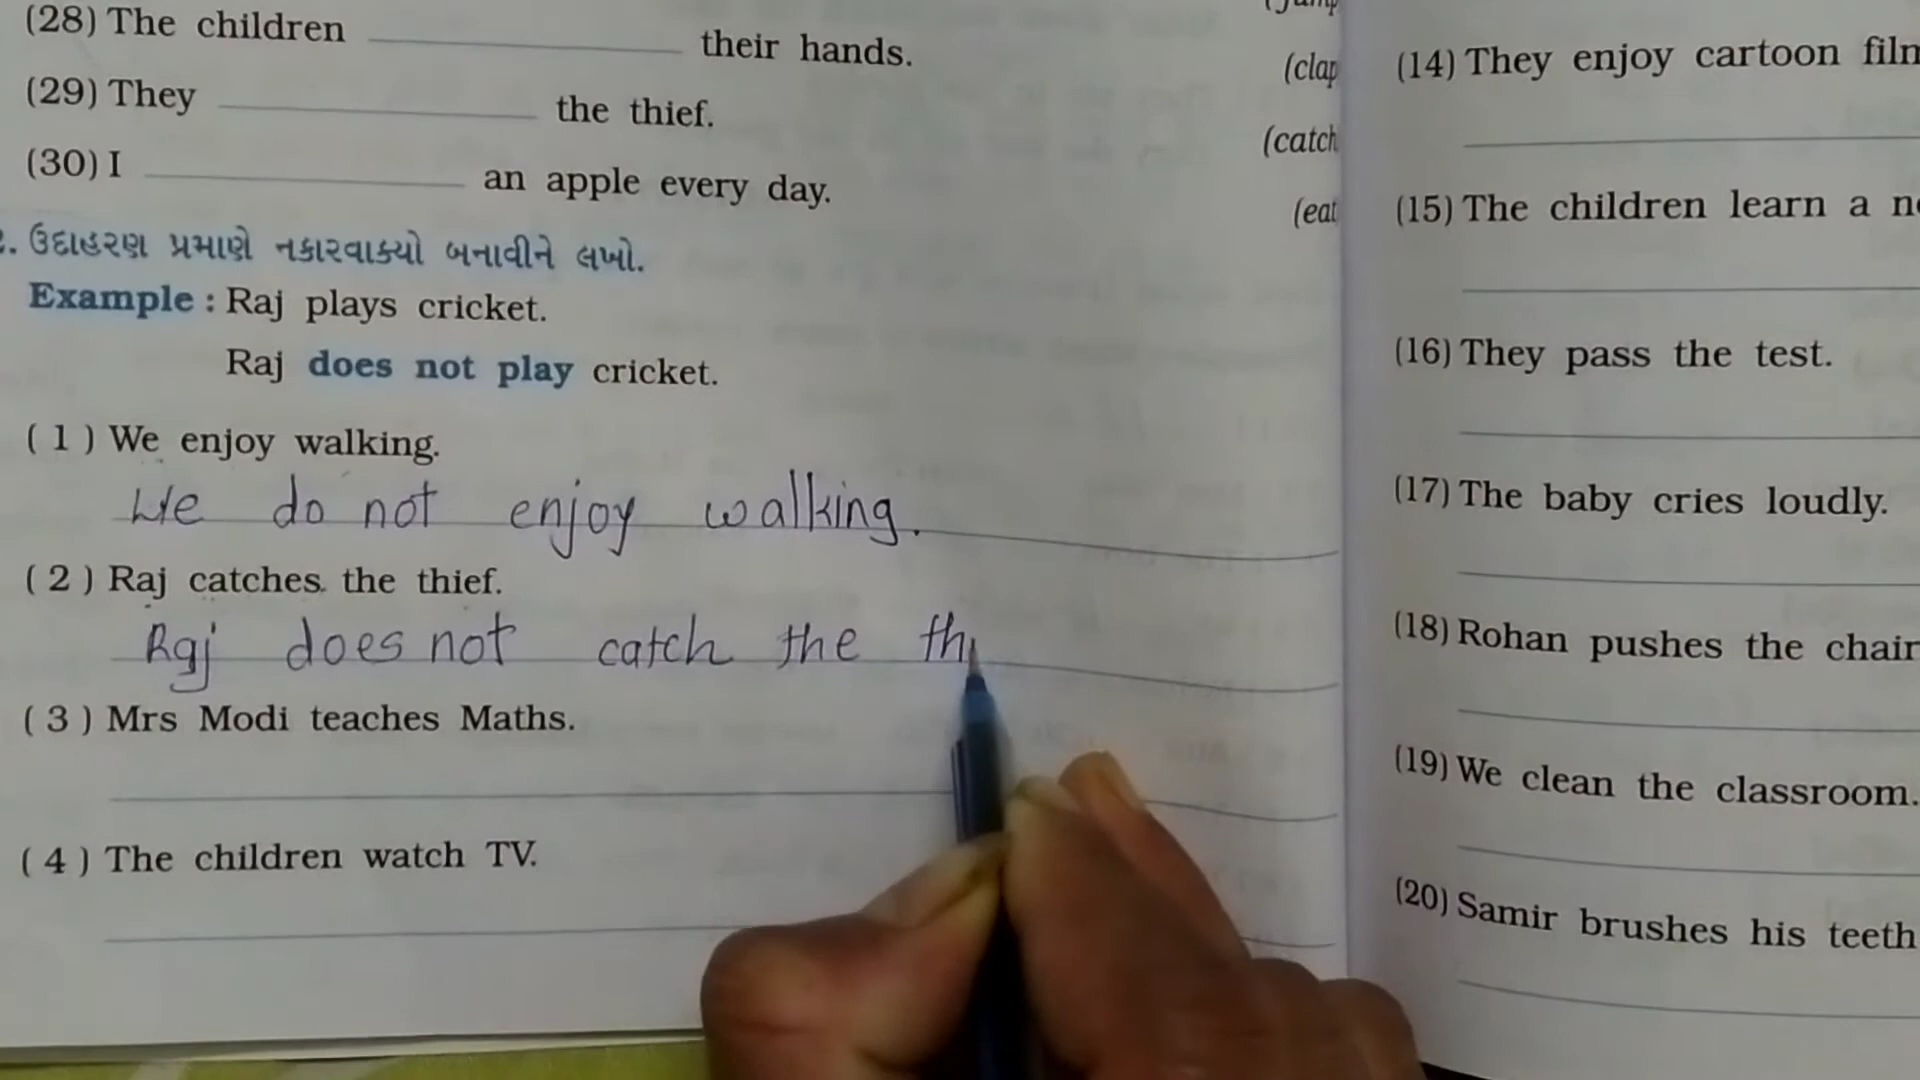 (28) The children ____ their hands. (clap
(29) They ____ the thief. (catch
(30) I ____ an apple every day. (eat
ઉદાહરણ પ્રમાણે નકારવાક્યો બનાવીને લખો.
Example : Raj plays cricket.
Raj does not play cricket.
( 1 ) We enjoy walking.
We do not enjoy walking.
( 2 ) Raj catches the thief.
Raj does not catch the thi
( 3 ) Mrs Modi teaches Maths.
( 4 ) The children watch TV.
(14) They enjoy cartoon
(15) The children learn a
(16) They pass the test.
(17) The baby cries loudly.
(18) Rohan pushes the chair
(19) We clean the classroom.
(20) Samir brushes his teeth